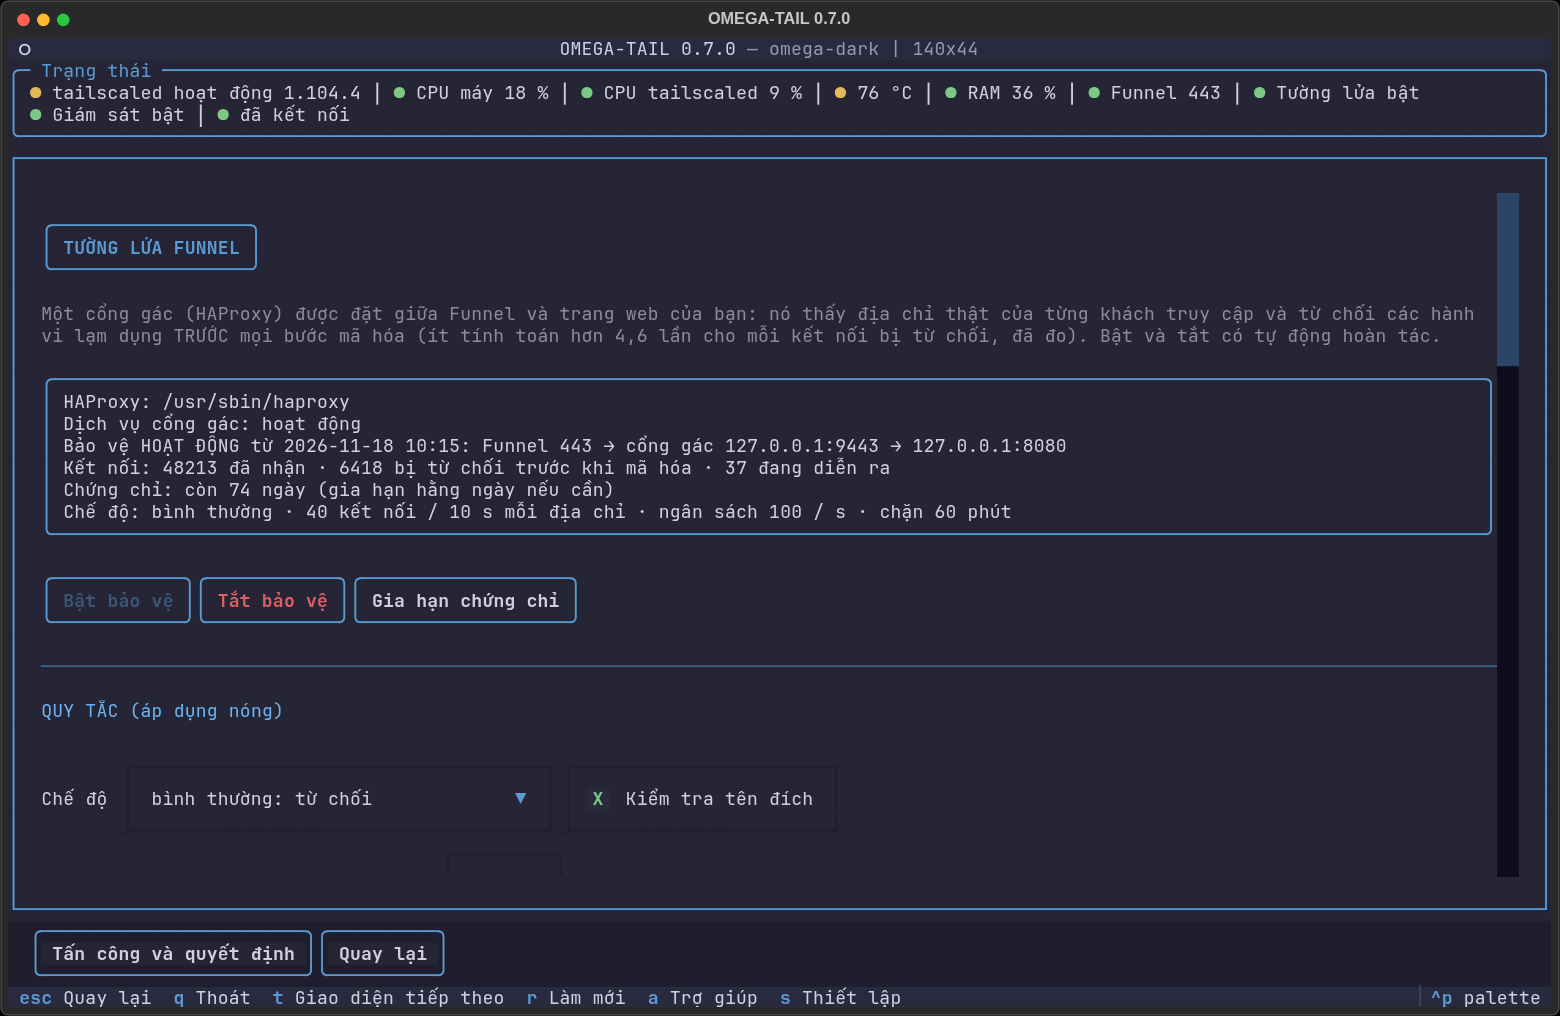 OMEGA-TAIL 0.7.0
OMEGA-TAIL 0.7.0 — omega-dark | 140x44
Trạng thái
tailscaled hoạt động 1.104.4 | CPU máy 18 % | CPU tailscaled 9 % | 76 °C | RAM 36 % | Funnel 443 | Tường lửa bật
Giám sát bật | đã kết nối
TƯỜNG LỬA FUNNEL
Một cổng gác (HAProxy) được đặt giữa Funnel và trang web của bạn: nó thấy địa chỉ thật của từng khách truy cập và từ chối các hành
vi lạm dụng TRƯỚC mọi bước mã hóa (ít tính toán hơn 4,6 lần cho mỗi kết nối bị từ chối, đã đo). Bật và tắt có tự động hoàn tác.
HAProxy: /usr/sbin/haproxy
Dịch vụ cổng gác: hoạt động
Bảo vệ HOẠT ĐỘNG từ 2026-11-18 10:15: Funnel 443 → cổng gác 127.0.0.1:9443 → 127.0.0.1:8080
Kết nối: 48213 đã nhận · 6418 bị từ chối trước khi mã hóa · 37 đang diễn ra
Chứng chỉ: còn 74 ngày (gia hạn hằng ngày nếu cần)
Chế độ: bình thường · 40 kết nối / 10 s mỗi địa chỉ · ngân sách 100 / s · chặn 60 phút
Bật bảo vệ Tắt bảo vệ Gia hạn chứng chỉ
QUY TẮC (áp dụng nóng)
Chế độ bình thường: từ chối ▼ X Kiểm tra tên đích
Tấn công và quyết định Quay lại
esc Quay lại q Thoát t Giao diện tiếp theo r Làm mới a Trợ giúp s Thiết lập ^p palette